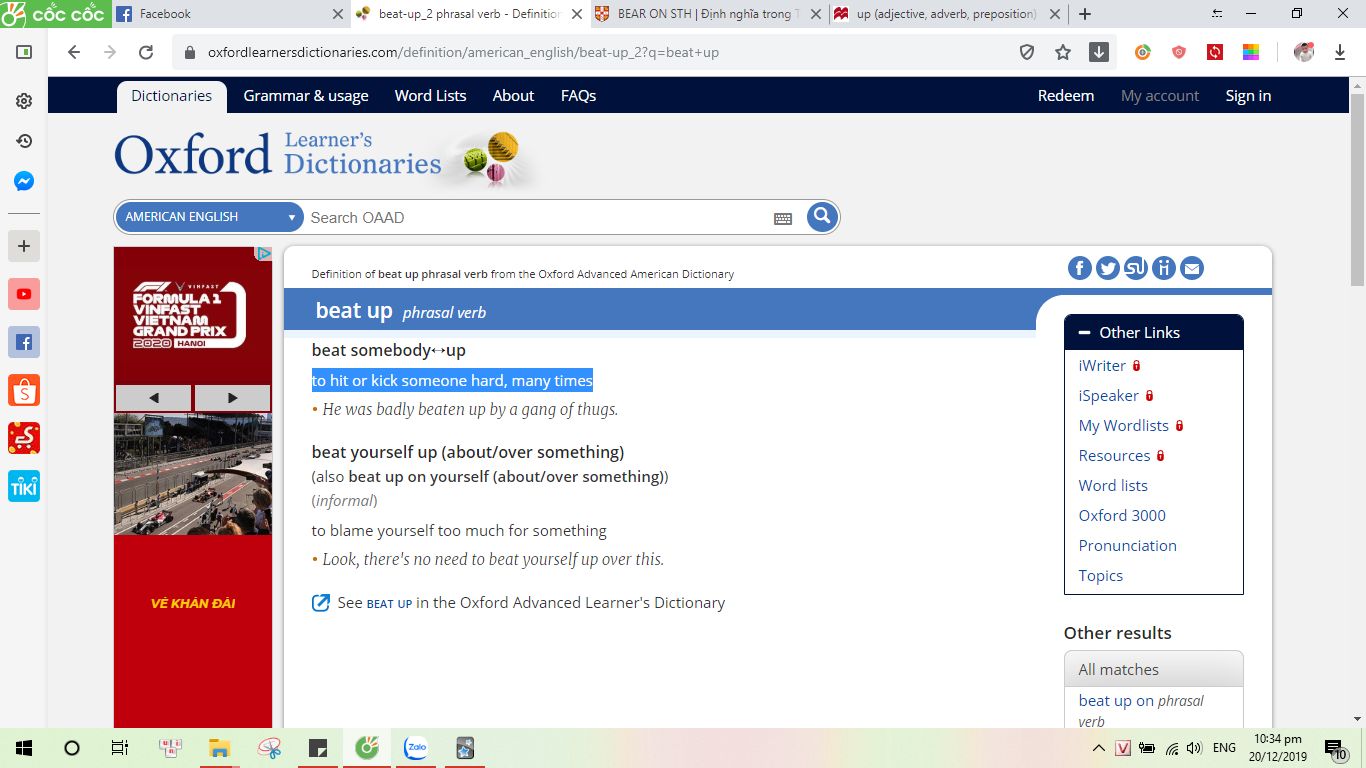 cốc cốc
Facebook
beat-up_2 phrasal verb - Definition
BEAR ON STH | Định nghĩa trong T
up (adjective, adverb, preposition)
oxfordlearnersdictionaries.com/definition/american_english/beat-up_2?q=beat+up
Dictionaries Grammar & usage Word Lists About FAQs Redeem My account Sign in
Oxford Learner's Dictionaries
AMERICAN ENGLISH Search OAAD
VINFAST
FORMULA 1
VINFAST
VIETNAM
GRAND PRIX
2020 HANOI
VÉ KHÁN ĐÀI
Definition of beat up phrasal verb from the Oxford Advanced American Dictionary
beat up phrasal verb
beat somebody↔up
to hit or kick someone hard, many times
• He was badly beaten up by a gang of thugs.
beat yourself up (about/over something)
(also beat up on yourself (about/over something))
(informal)
to blame yourself too much for something
• Look, there's no need to beat yourself up over this.
See BEAT UP in the Oxford Advanced Learner's Dictionary
Other Links
iWriter
iSpeaker
My Wordlists
Resources
Word lists
Oxford 3000
Pronunciation
Topics
Other results
All matches
beat up on phrasal
verb
TIKI
Zalo
ENG
10:34 pm
20/12/2019
10